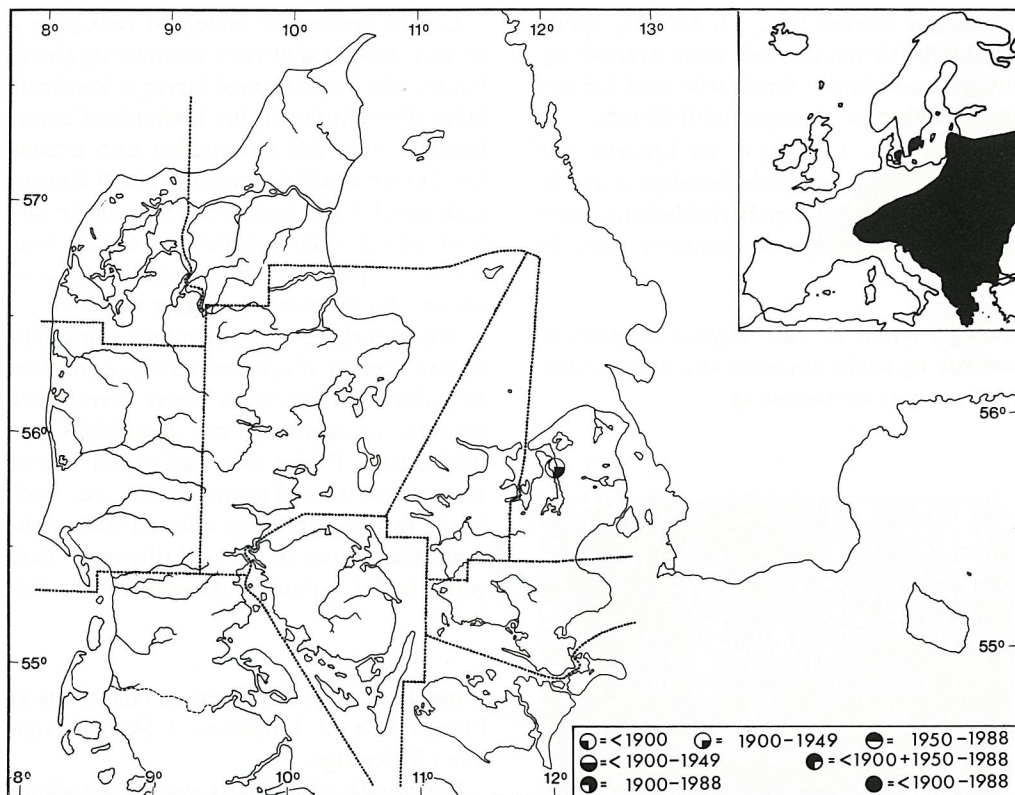 8° 9° 10° 11° 12° 13°
57°
57°
56°
56°
55°
55°
8° 9° 10° 11° 12°
= <1900 = 1900-1949 = 1950-1988
= <1900-1949 = <1900+1950-1988
= 1900-1988 = <1900-1988